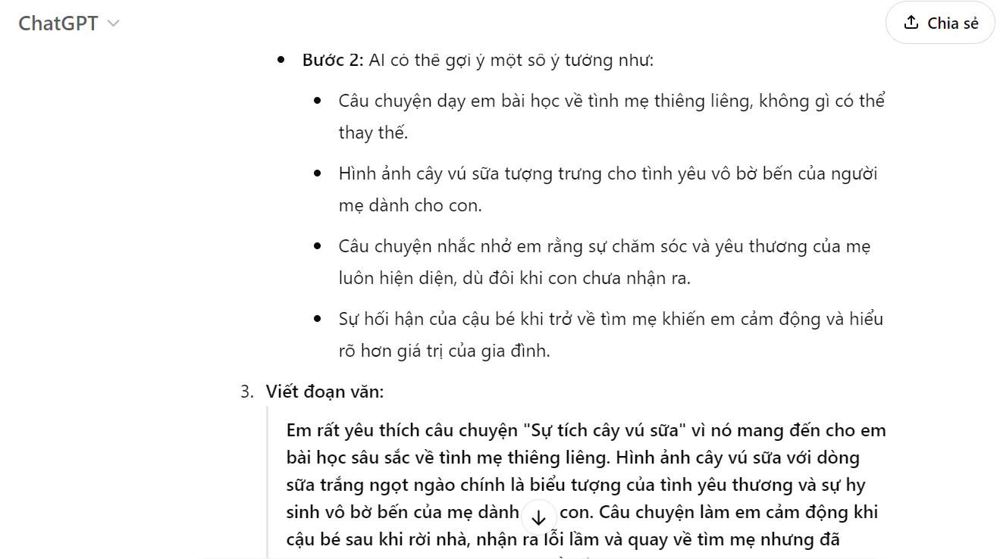 ChatGPT
Chia sẻ
Bước 2: AI có thể gợi ý một số ý tưởng như:
Câu chuyện dạy em bài học về tình mẹ thiêng liêng, không gì có thể
thay thế.
Hình ảnh cây vú sữa tượng trưng cho tình yêu vô bờ bến của người
mẹ dành cho con.
Câu chuyện nhắc nhở em rằng sự chăm sóc và yêu thương của mẹ
luôn hiện diện, dù đôi khi con chưa nhận ra.
Sự hối hận của cậu bé khi trở về tìm mẹ khiến em cảm động và hiểu
rõ hơn giá trị của gia đình.
3. Viết đoạn văn:
Em rất yêu thích câu chuyện "Sự tích cây vú sữa" vì nó mang đến cho em
bài học sâu sắc về tình mẹ thiêng liêng. Hình ảnh cây vú sữa với dòng
sữa trắng ngọt ngào chính là biểu tượng của tình yêu thương và sự hy
sinh vô bờ bến của mẹ dành con. Câu chuyện làm em cảm động khi
cậu bé sau khi rời nhà, nhận ra lỗi lầm và quay về tìm mẹ nhưng đã